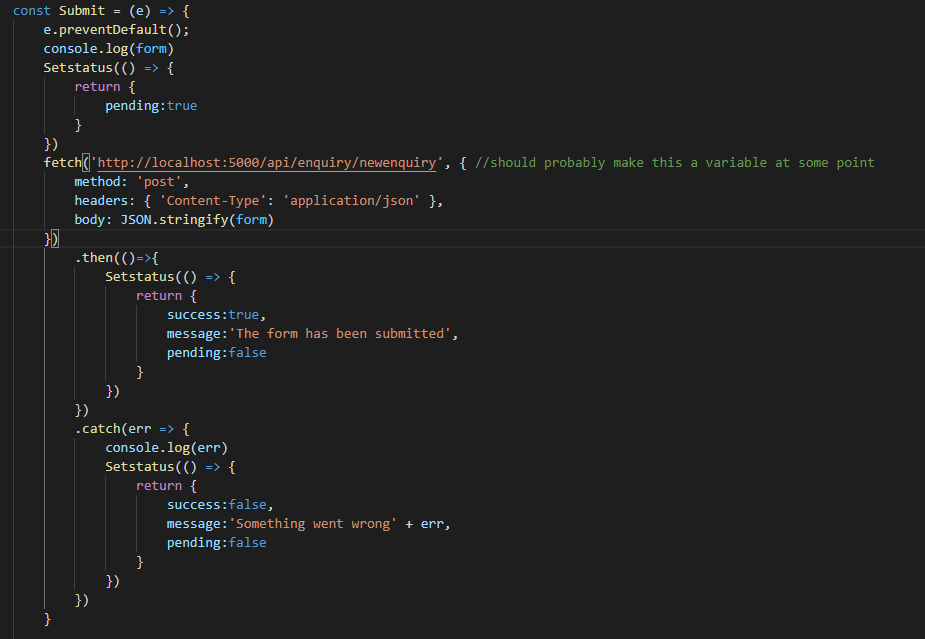 const Submit = (e) => {
    e.preventDefault();
    console.log(form)
    Setstatus(() => {
        return {
            pending:true
        }
    })
    fetch('http://localhost:5000/api/enquiry/newenquiry', { //should probably make this a variable at some point
        method: 'post',
        headers: { 'Content-Type': 'application/json' },
        body: JSON.stringify(form)
    })
        .then(()=>{
            Setstatus(() => {
                return {
                    success:true,
                    message:'The form has been submitted',
                    pending:false
                }
            })
        })
        .catch(err => {
            console.log(err)
            Setstatus(() => {
                return {
                    success:false,
                    message:'Something went wrong' + err,
                    pending:false
                }
            })
        })
    }